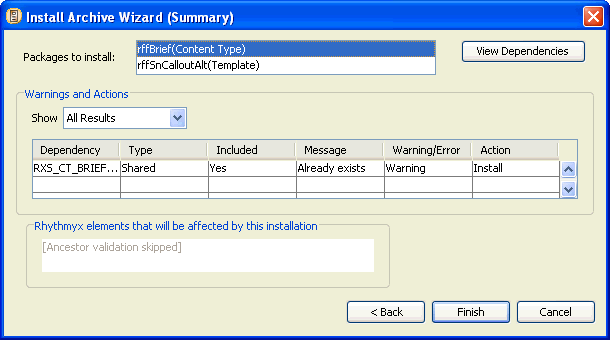 Install Archive Wizard (Summary)
Packages to install:
rffBrief(Content Type)
rffSnCalloutAlt(Template)
View Dependencies
Warnings and Actions
Show All Results
Dependency Type Included Message Warning/Error Action
RXS_CT_BRIEF... Shared Yes Already exists Warning Install
Rhythmyx elements that will be affected by this installation
[Ancestor validation skipped]
< Back Finish Cancel